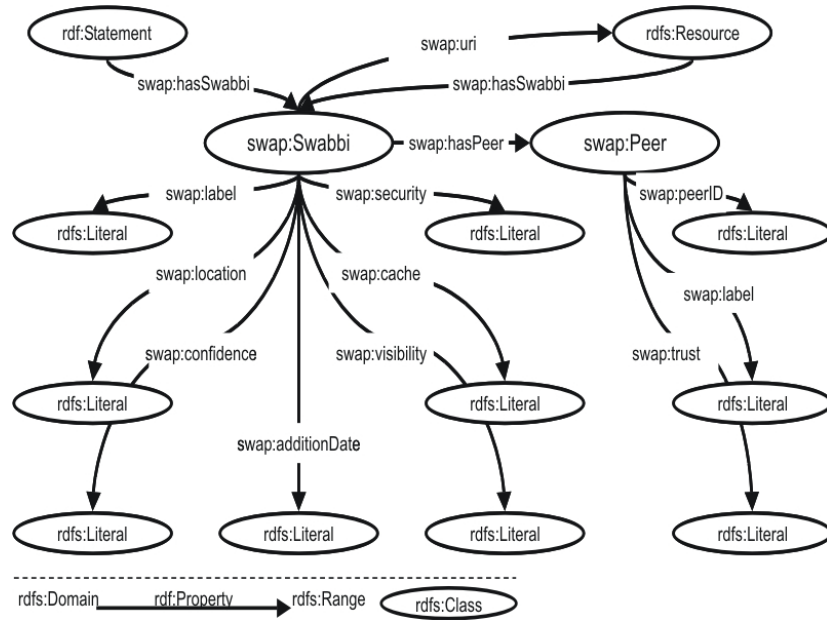 rdf:Statement
swap:uri
rdfs:Resource
swap:hasSwabbi
swap:hasSwabbi
swap:Swabbi
swap:hasPeer
swap:Peer
swap:label
swap:security
swap:peerID
rdfs:Literal
rdfs:Literal
rdfs:Literal
swap:location
swap:cache
swap:label
swap:confidence
swap:visibility
swap:trust
rdfs:Literal
rdfs:Literal
rdfs:Literal
swap:additionDate
rdfs:Literal
rdfs:Literal
rdfs:Literal
rdfs:Literal
rdfs:Domain
rdf:Property
rdfs:Range
rdfs:Class